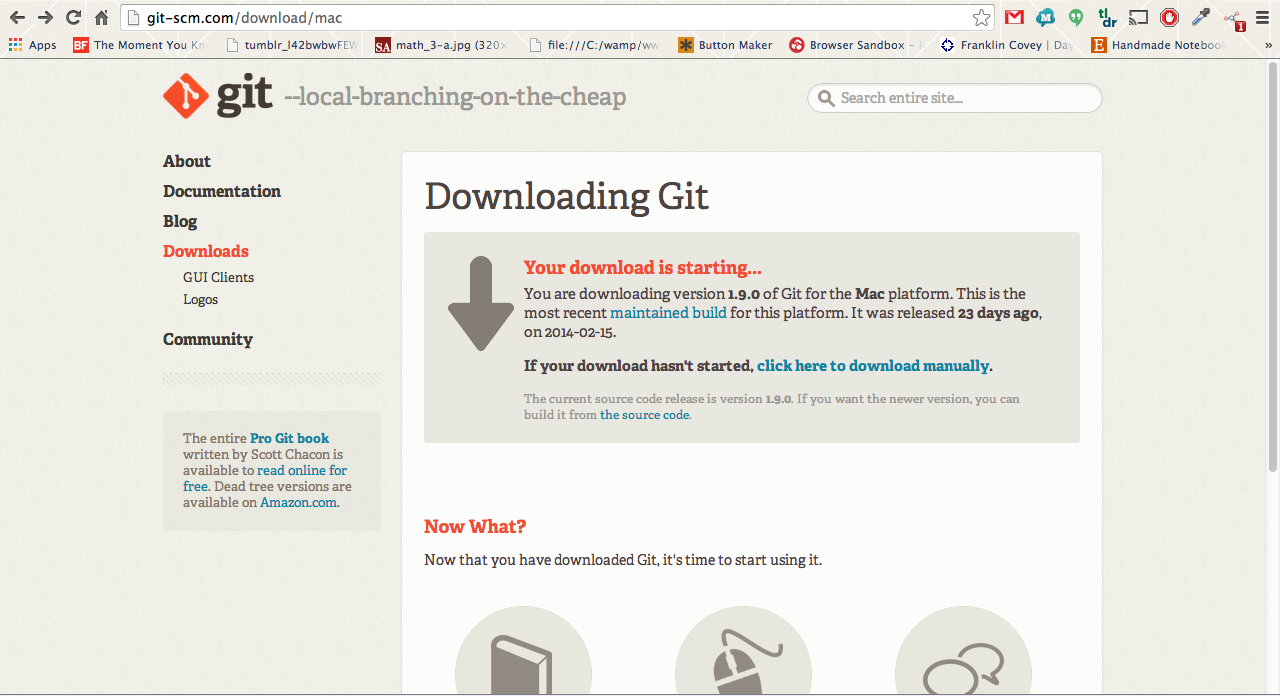 git-scm.com/download/mac
Apps BF The Moment You Kn tumblr_l42bwbwFEW SA math_3-a.jpg (320× file:///C:/wamp/ww Button Maker Browser Sandbox – Franklin Covey | Da Handmade Notebook »
git --local-branching-on-the-cheap
Search entire site...
About
Documentation
Blog
Downloads
GUI Clients
Logos
Community
The entire Pro Git book
written by Scott Chacon is
available to read online for
free. Dead tree versions are
available on Amazon.com.
Downloading Git
Your download is starting...
You are downloading version 1.9.0 of Git for the Mac platform. This is the
most recent maintained build for this platform. It was released 23 days ago,
on 2014-02-15.
If your download hasn't started, click here to download manually.
The current source code release is version 1.9.0. If you want the newer version, you can
build it from the source code.
Now What?
Now that you have downloaded Git, it's time to start using it.